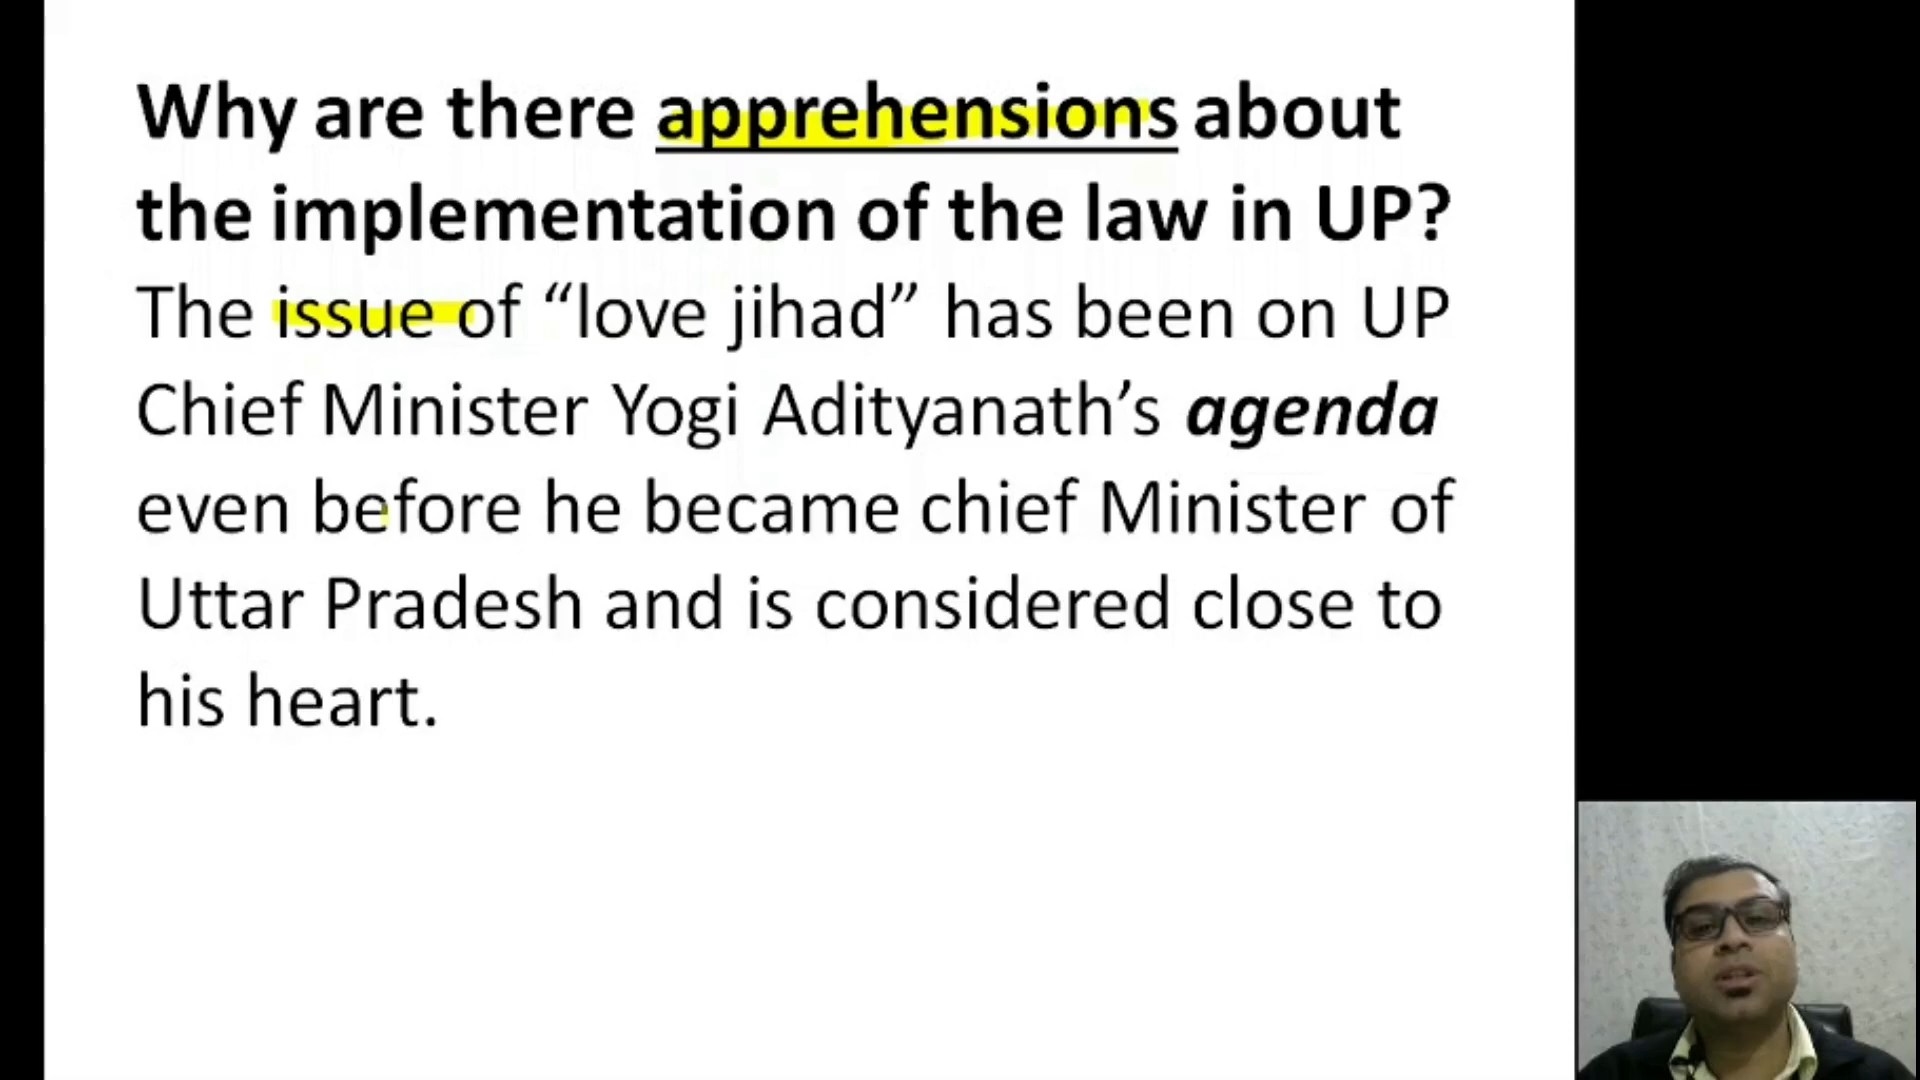 Why are there apprehensions about
the implementation of the law in UP?
The issue of “love jihad” has been on UP
Chief Minister Yogi Adityanath’s agenda
even before he became chief Minister of
Uttar Pradesh and is considered close to
his heart.